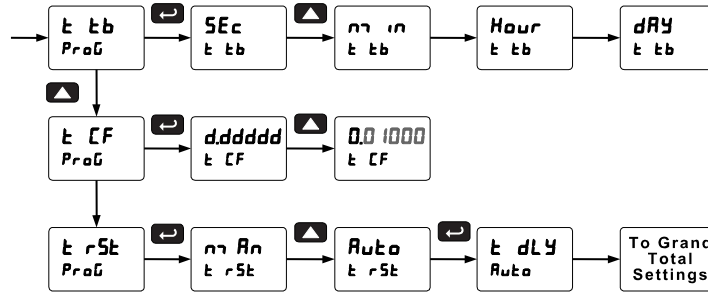 t tb
ProG
SEc
t tb
min
t tb
Hour
t tb
dAY
t tb
t CF
ProG
d.ddddd
t CF
0.01000
t CF
t rSt
ProG
mAn
t rSt
Auto
t rSt
t dLY
Auto
To Grand
Total
Settings